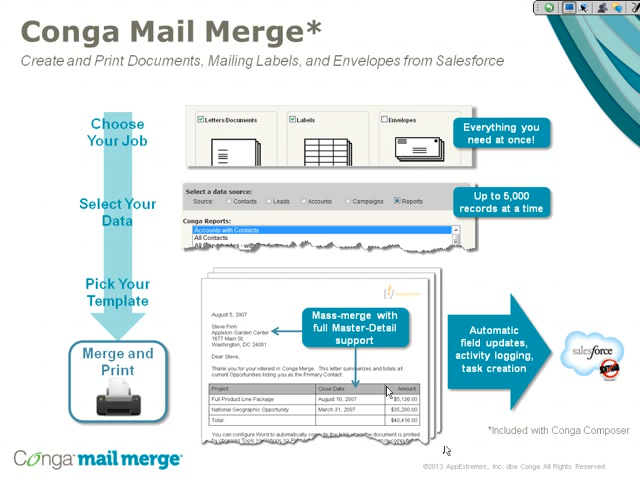 Conga Mail Merge*
Create and Print Documents, Mailing Labels, and Envelopes from Salesforce
Choose
Your Job
Letters/Documents
Labels
Envelopes
Everything you
need at once!
Select Your
Data
Select a data source:
Source: Contacts Leads Accounts Campaigns Reports
Conga Reports:
Accounts with Contacts
All Contacts
Up to 5,000
records at a time
Pick Your
Template
Merge and
Print
August 5, 2007
Steve Finn
Appleton Garden Center
1677 Main St
Washington, DC 24001
Dear Steve,
Thank you for your interest in Conga Merge. This letter summarizes and totals all
current Opportunities listing you as the Primary Contact:
Project Close Date Amount
Full Product Line Package August 10, 2007 $5,136.00
National Geographic Opportunity March 31, 2007 $35,280.00
Total $40,416.00
Mass-merge with
full Master-Detail
support
Automatic
field updates,
activity logging,
task creation
salesforce
*Included with Conga Composer
Conga mail merge
©2013 AppExtremes, Inc. dba Conga All Rights Reserved